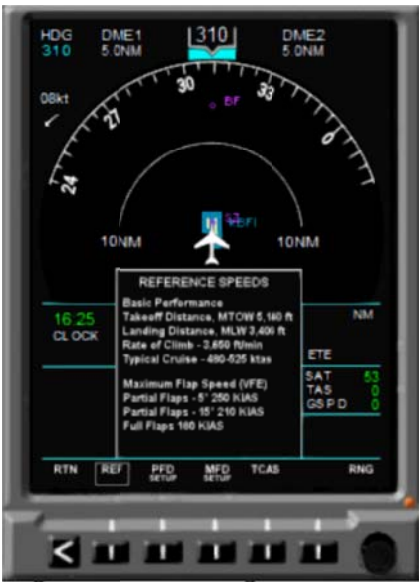 HDG DME1 310 DME2
310 5.0NM 5.0NM
08kt
24 27 30 33 0
BF
KBFI
10NM 10NM
REFERENCE SPEEDS
Basic Performance
Takeoff Distance, MTOW 5,140 ft
Landing Distance, MLW 3,406 ft
Rate of Climb - 3,650 ft/min
Typical Cruise - 480-525 ktas
Maximum Flap Speed (VFE)
Partial Flaps - 5° 250 KIAS
Partial Flaps - 15° 210 KIAS
Full Flaps 180 KIAS
16:25
CLOCK
NM
ETE
SAT 53
TAS 0
GSPD 0
RTN REF PFD SETUP MFD SETUP TCAS RNG